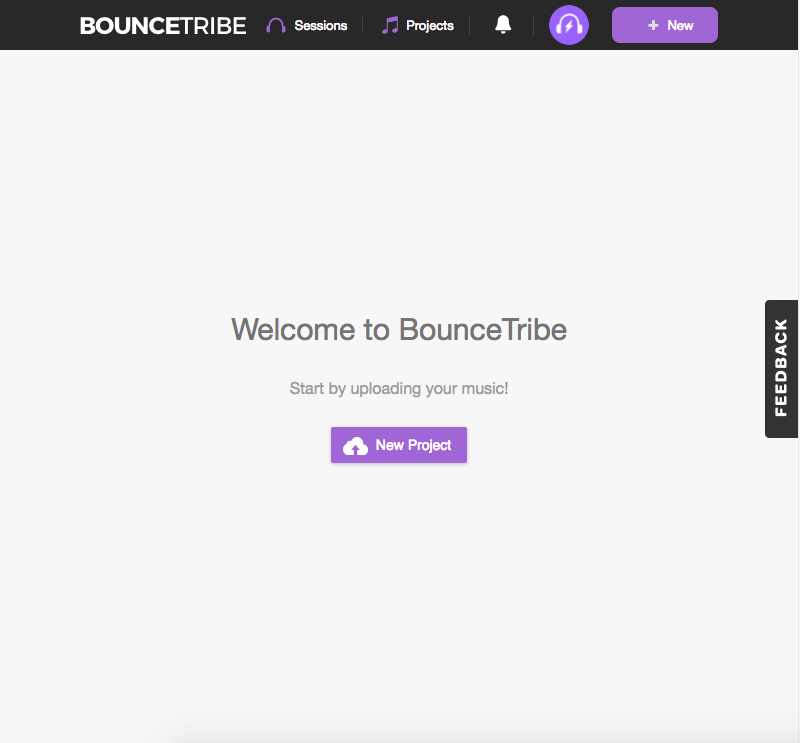 BOUNCETRIBE Sessions Projects + New
Welcome to BounceTribe
Start by uploading your music!
New Project
FEEDBACK